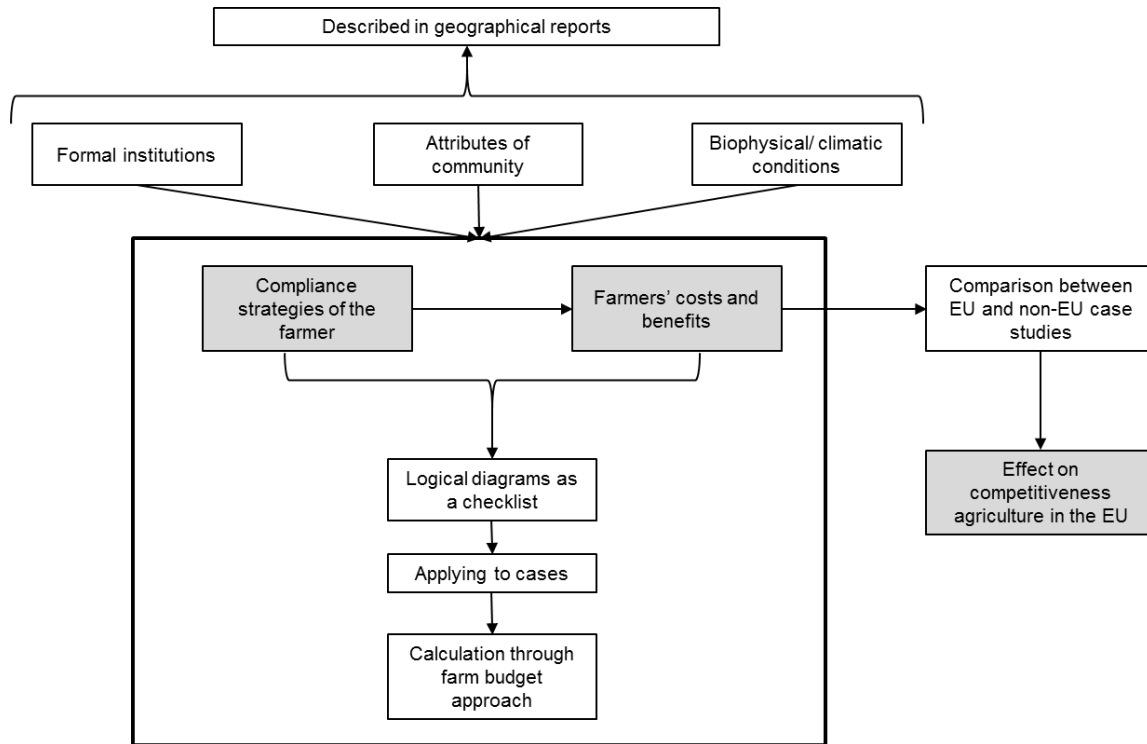 Described in geographical reports
Formal institutions
Attributes of
community
Biophysical/ climatic
conditions
Compliance
strategies of the
farmer
Farmers’ costs and
benefits
Comparison between
EU and non-EU case
studies
Logical diagrams as
a checklist
Effect on
competitiveness
agriculture in the EU
Applying to cases
Calculation through
farm budget
approach